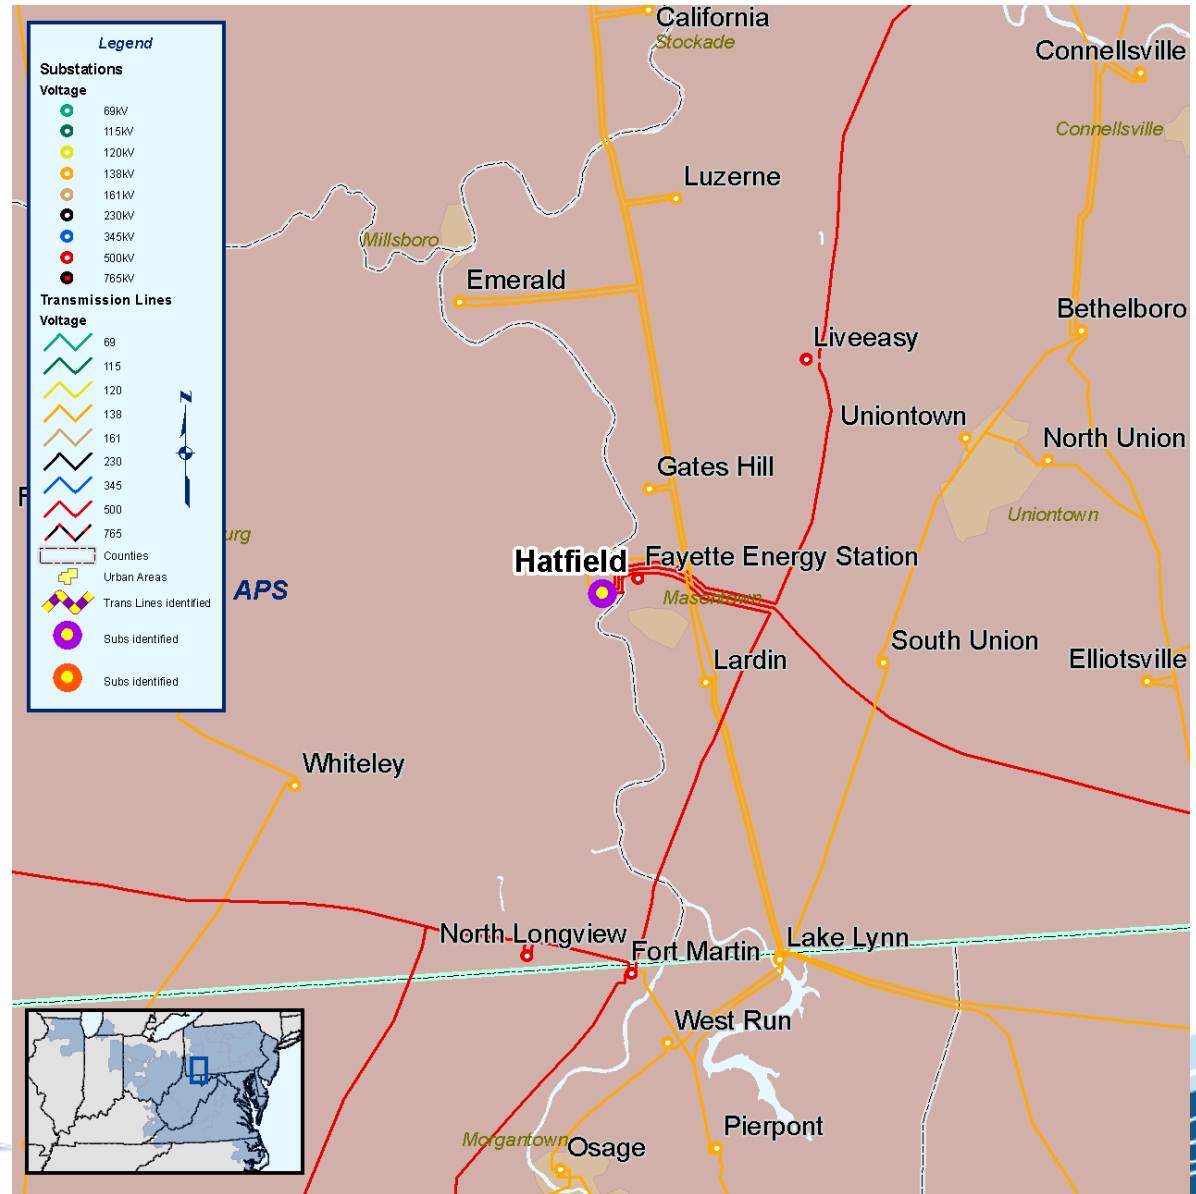 Legend
Substations
Voltage
69kV
115kV
120kV
138kV
161kV
230kV
345kV
500kV
765kV
Transmission Lines
Voltage
69
115
120
138
161
230
345
500
765
Counties
Urban Areas
Trans Lines identified
Subs identified
Subs identified
Z
California
Stockade
Connellsville
Connellsville
Luzerne
Millsboro
Emerald
Bethelboro
Liveeasy
Uniontown
North Union
Gates Hill
Uniontown
F
urg
Hatfield
Fayette Energy Station
APS
Masontown
South Union
Lardin
Elliotsville
Whiteley
North Longview
Fort Martin
Lake Lynn
West Run
Pierpont
Morgantown
Osage